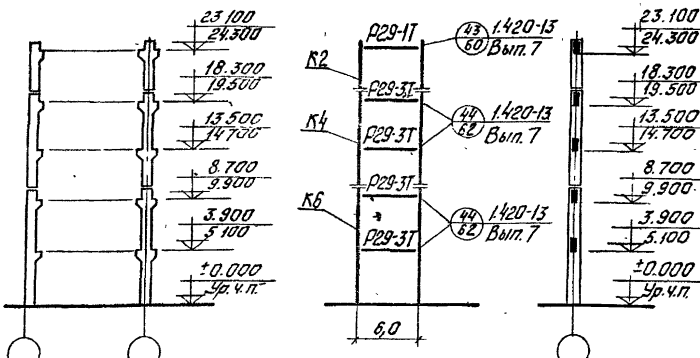 23.100
24.300
18.300
19.500
13.500
14.700
8.700
9.900
3.900
5.100
±0.000
Ур.ч.п.
К2
К4
К6
Р29-1Т
Р29-3Т
Р29-3Т
Р29-3Т
Р29-3Т
43
60
1.420-13
Вып. 7
44
62
1.420-13
Вып. 7
44
62
1.420-13
Вып. 7
6,0
23.100
24.300
18.300
19.500
13.500
14.700
8.700
9.900
3.900
5.100
±0.000
Ур.ч.п.